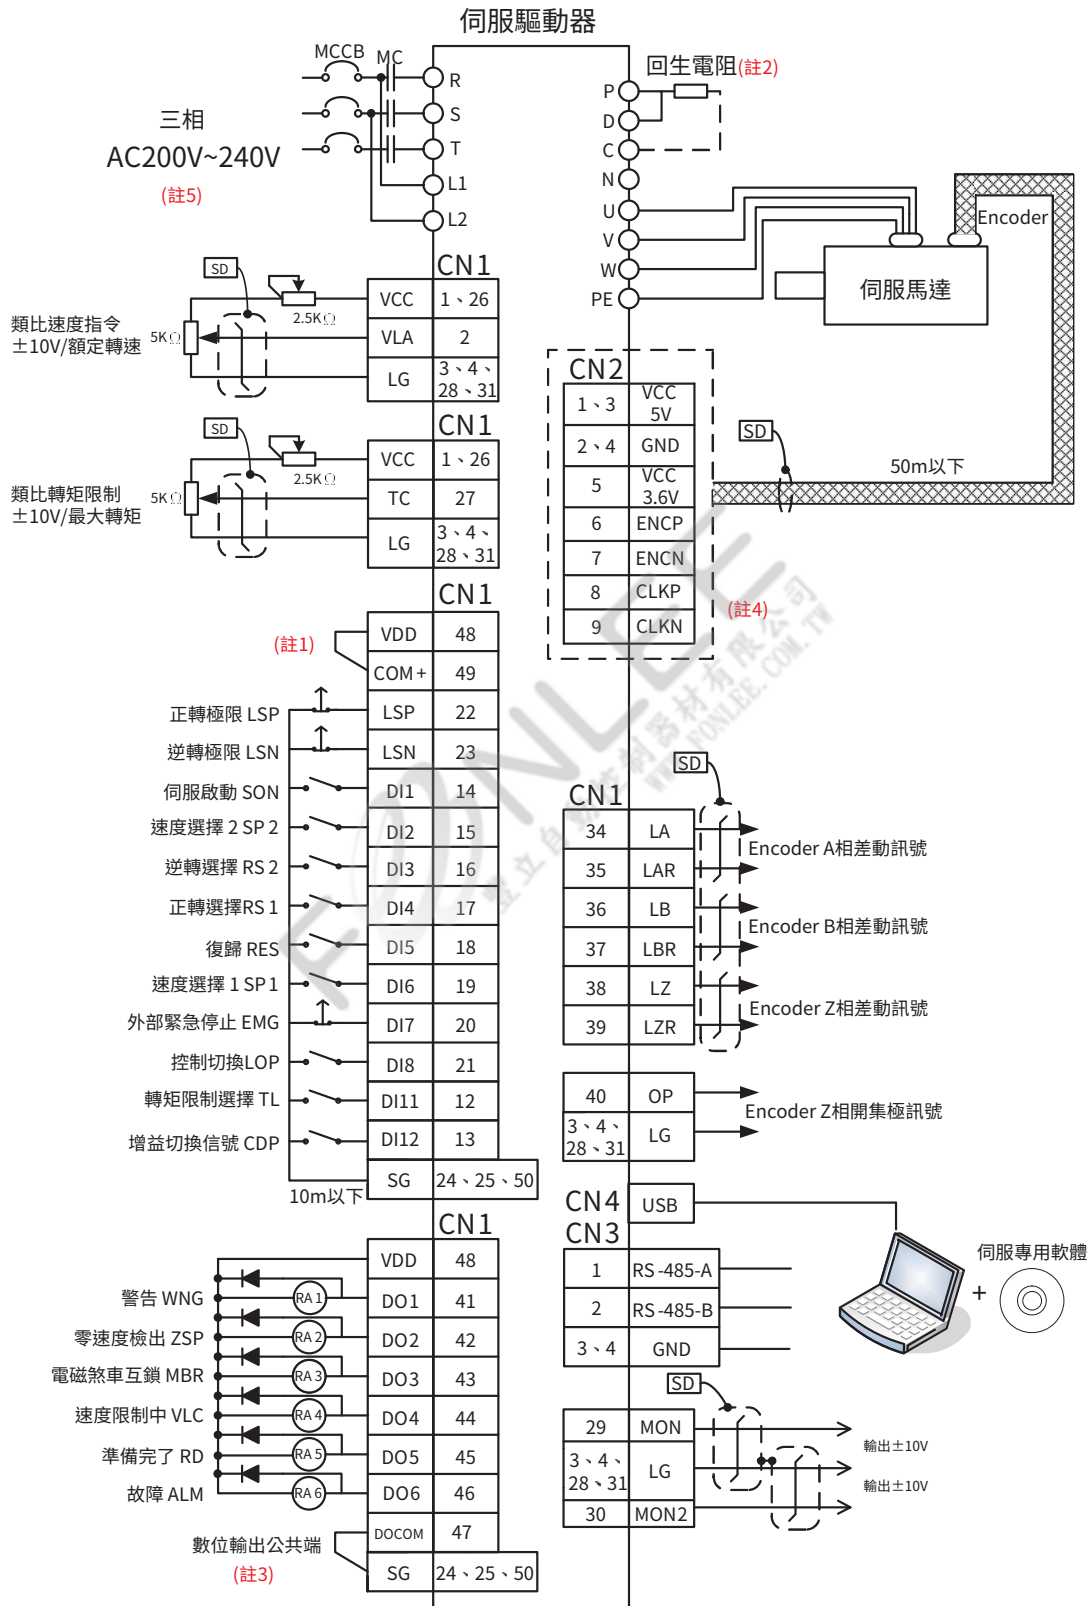 伺服驅動器
MCCB
MC
R
S
T
L1
L2
三相
AC200V~240V
(註5)
P
D
C
N
U
V
W
PE
回生電阻(註2)
Encoder
伺服馬達
CN1
SD
2.5KΩ
5KΩ
類比速度指令
±10V/額定轉速
VCC 1、26
VLA 2
LG 3、4、
28、31
CN1
SD
2.5KΩ
5KΩ
類比轉矩限制
±10V/最大轉矩
VCC 1、26
TC 27
LG 3、4、
28、31
CN2
1、3 VCC
5V
2、4 GND
5 VCC
3.6V
6 ENCP
7 ENCN
8 CLKP
9 CLKN
SD
50m以下
(註4)
CN1
(註1)
VDD 48
COM+ 49
正轉極限 LSP LSP 22
逆轉極限 LSN LSN 23
伺服啟動 SON DI1 14
速度選擇 2 SP 2 DI2 15
逆轉選擇 RS 2 DI3 16
正轉選擇RS 1 DI4 17
復歸 RES DI5 18
速度選擇 1 SP 1 DI6 19
外部緊急停止 EMG DI7 20
控制切換LOP DI8 21
轉矩限制選擇 TL DI11 12
增益切換信號 CDP DI12 13
SG 24、25、50
10m以下
SD
CN1
34 LA
35 LAR
Encoder A相差動訊號
36 LB
37 LBR
Encoder B相差動訊號
38 LZ
39 LZR
Encoder Z相差動訊號
40 OP
3、4、
28、31 LG
Encoder Z相開集極訊號
CN4 USB
CN3
1 RS-485-A
2 RS-485-B
3、4 GND
伺服專用軟體
+
CN1
VDD 48
警告 WNG RA 1 DO1 41
零速度檢出 ZSP RA 2 DO2 42
電磁煞車互鎖 MBR RA 3 DO3 43
速度限制中 VLC RA 4 DO4 44
準備完了 RD RA 5 DO5 45
故障 ALM RA 6 DO6 46
DOCOM 47
數位輸出公共端
(註3)
SG 24、25、50
SD
29 MON
3、4、
28、31 LG
30 MON2
輸出±10V
輸出±10V
FONLEE
豐立自動控制器材有限公司
WWW.FONLEE.COM.TW